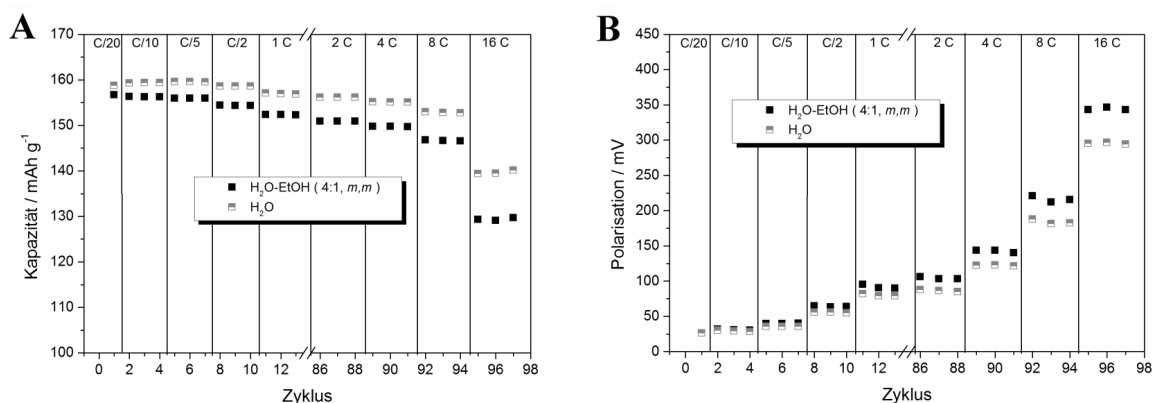 A
170
160
150
140
130
120
110
100
Kapazität / mAh g⁻¹
C/20 C/10 C/5 C/2 1 C 2 C 4 C 8 C 16 C
H₂O-EtOH ( 4:1, m,m )
H₂O
0 2 4 6 8 10 12 86 88 90 92 94 96 98
Zyklus
B
450
400
350
300
250
200
150
100
50
0
Polarisation / mV
C/20 C/10 C/5 C/2 1 C 2 C 4 C 8 C 16 C
H₂O-EtOH ( 4:1, m,m )
H₂O
0 2 4 6 8 10 12 86 88 90 92 94 96 98
Zyklus